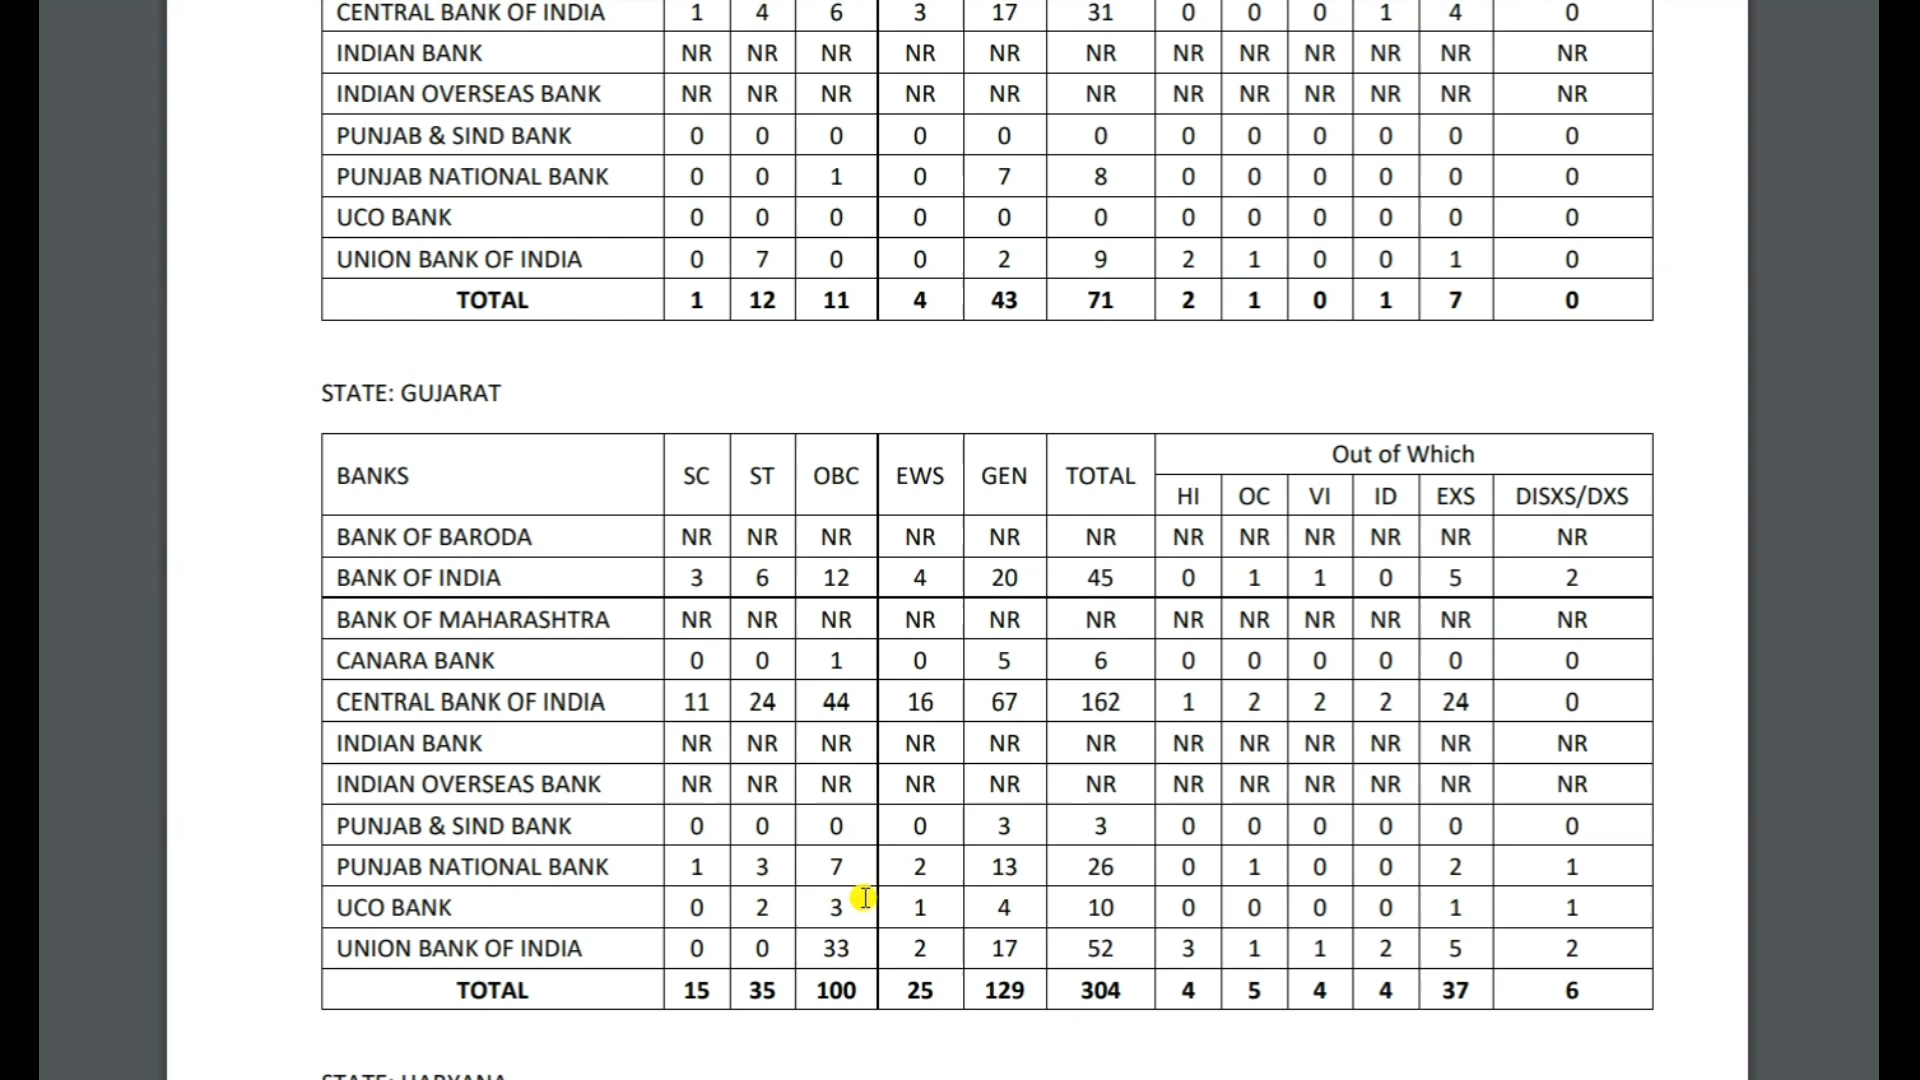 CENTRAL BANK OF INDIA 1 4 6 3 17 31 0 0 0 1 4 0
INDIAN BANK NR NR NR NR NR NR NR NR NR NR NR NR
INDIAN OVERSEAS BANK NR NR NR NR NR NR NR NR NR NR NR NR
PUNJAB & SIND BANK 0 0 0 0 0 0 0 0 0 0 0 0
PUNJAB NATIONAL BANK 0 0 1 0 7 8 0 0 0 0 0 0
UCO BANK 0 0 0 0 0 0 0 0 0 0 0 0
UNION BANK OF INDIA 0 7 0 0 2 9 2 1 0 0 1 0
TOTAL 1 12 11 4 43 71 2 1 0 1 7 0
STATE: GUJARAT
BANKS SC ST OBC EWS GEN TOTAL Out of Which
HI OC VI ID EXS DISXS/DXS
BANK OF BARODA NR NR NR NR NR NR NR NR NR NR NR NR
BANK OF INDIA 3 6 12 4 20 45 0 1 1 0 5 2
BANK OF MAHARASHTRA NR NR NR NR NR NR NR NR NR NR NR NR
CANARA BANK 0 0 1 0 5 6 0 0 0 0 0 0
CENTRAL BANK OF INDIA 11 24 44 16 67 162 1 2 2 2 24 0
INDIAN BANK NR NR NR NR NR NR NR NR NR NR NR NR
INDIAN OVERSEAS BANK NR NR NR NR NR NR NR NR NR NR NR NR
PUNJAB & SIND BANK 0 0 0 0 3 3 0 0 0 0 0 0
PUNJAB NATIONAL BANK 1 3 7 2 13 26 0 1 0 0 2 1
UCO BANK 0 2 3 1 4 10 0 0 0 0 1 1
UNION BANK OF INDIA 0 0 33 2 17 52 3 1 1 2 5 2
TOTAL 15 35 100 25 129 304 4 5 4 4 37 6
STATE: HARYANA